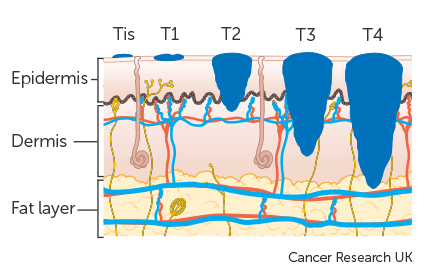 Tis T1 T2 T3 T4
Epidermis
Dermis
Fat layer
Cancer Research UK